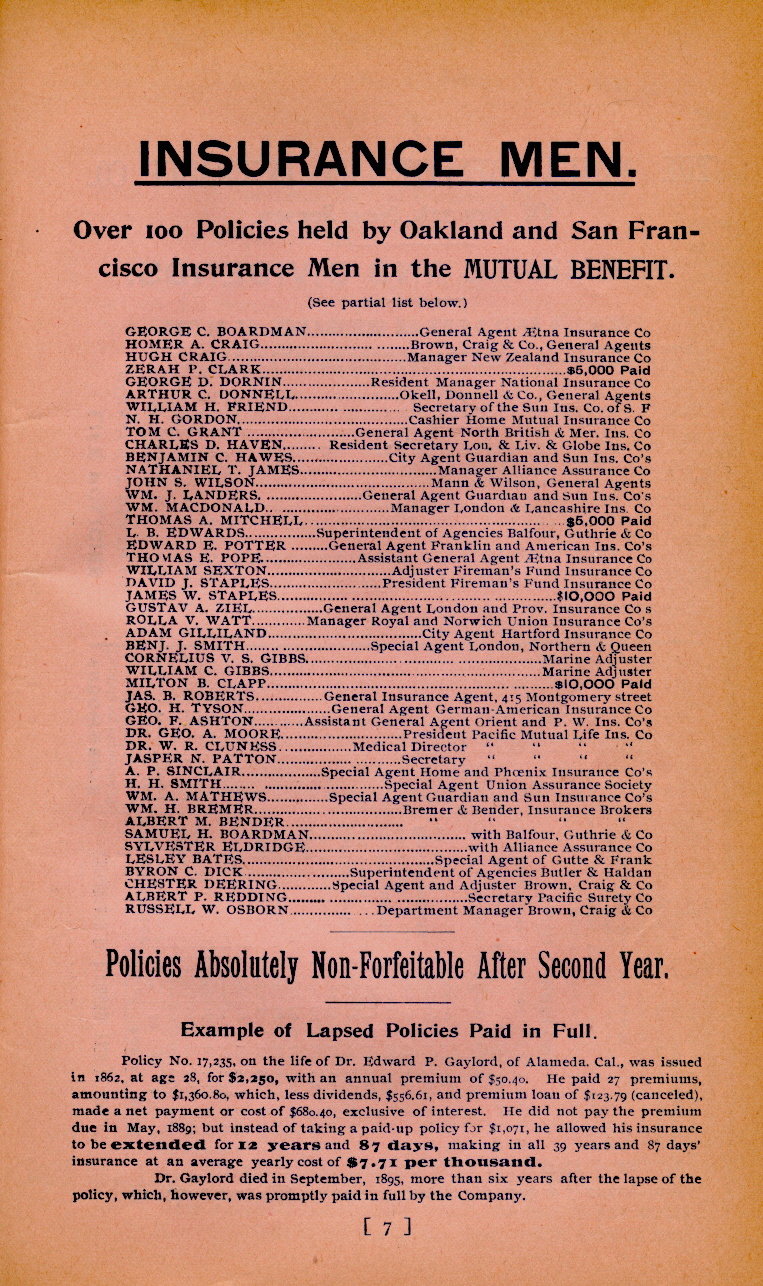 INSURANCE MEN.
Over 100 Policies held by Oakland and San Fran-
cisco Insurance Men in the MUTUAL BENEFIT.
(See partial list below.)
GEORGE C. BOARDMAN..........................General Agent Ætna Insurance Co
HOMER A. CRAIG..........................Brown, Craig & Co., General Agents
HUGH CRAIG..........................Manager New Zealand Insurance Co
ZERAH P. CLARK..........................$5,000 Paid
GEORGE D. DORNIN....................Resident Manager National Insurance Co
ARTHUR C. DONNELL........................Okell, Donnell & Co., General Agents
WILLIAM H. FRIEND............ .............. Secretary of the Sun Ins. Co. of S. F
N. H. GORDON..........................Cashier Home Mutual Insurance Co
TOM C. GRANT ........................General Agent North British & Mer. Ins. Co
CHARLES D. HAVEN........ Resident Secretary Lon. & Liv. & Globe Ins. Co
BENJAMIN C. HAWES......................City Agent Guardian and Sun Ins. Co's
NATHANIEL T. JAMES..........................Manager Alliance Assurance Co
JOHN S. WILSON..........................Mann & Wilson, General Agents
WM. J. LANDERS. ......................General Agent Guardian and Sun Ins. Co's
WM. MACDONALD.. ..........................Manager London & Lancashire Ins. Co
THOMAS A. MITCHELL..........................$5,000 Paid
L. B. EDWARDS................Superintendent of Agencies Balfour, Guthrie & Co
EDWARD E. POTTER .........General Agent Franklin and American Ins. Co's
THOMAS E. POPE......................Assistant General Agent Ætna Insurance Co
WILLIAM SEXTON..........................Adjuster Fireman's Fund Insurance Co
DAVID J. STAPLES..........................President Fireman's Fund Insurance Co
JAMES W. STAPLES..........................$10,000 Paid
GUSTAV A. ZIEL................General Agent London and Prov. Insurance Co s
ROLLA V. WATT............Manager Royal and Norwich Union Insurance Co's
ADAM GILLILAND..........................City Agent Hartford Insurance Co
BENJ. J. SMITH..........................Special Agent London, Northern & Queen
CORNELIUS V. S. GIBBS..........................Marine Adjuster
WILLIAM C. GIBBS..........................Marine Adjuster
MILTON B. CLAPP..........................$10,000 Paid
JAS. B. ROBERTS................General Insurance Agent, 415 Montgomery street
GEO. H. TYSON....................General Agent German-American Insurance Co
GEO. F. ASHTON............Assistant General Agent Orient and P. W. Ins. Co's
DR. GEO. A. MOORE..........................President Pacific Mutual Life Ins. Co
DR. W. R. CLUNESS.................Medical Director " " " "
JASPER N. PATTON..........................Secretary " " " "
A. P. SINCLAIR..................Special Agent Home and Phœnix Insurance Co's
H. H. SMITH..........................Special Agent Union Assurance Society
WM. A. MATHEWS..............Special Agent Guardian and Sun Insurance Co's
WM. H. BREMER..........................Bremer & Bender, Insurance Brokers
ALBERT M. BENDER.......................... " " "
SAMUEL H. BOARDMAN.......................... with Balfour, Guthrie & Co
SYLVESTER ELDRIDGE..........................with Alliance Assurance Co
LESLEY BATES..........................Special Agent of Gutte & Frank
BYRON C. DICK......................Superintendent of Agencies Butler & Haldan
CHESTER DEERING............Special Agent and Adjuster Brown, Craig & Co
ALBERT P. REDDING..........................Secretary Pacific Surety Co
RUSSELL W. OSBORN.............. ...Department Manager Brown, Craig & Co
Policies Absolutely Non-Forfeitable After Second Year.
Example of Lapsed Policies Paid in Full.
Policy No. 17,235, on the life of Dr. Edward P. Gaylord, of Alameda. Cal., was issued
in 1862, at age 28, for $2,250, with an annual premium of $50.40. He paid 27 premiums,
amounting to $1,360.80, which, less dividends, $556.61, and premium loan of $123.79 (canceled),
made a net payment or cost of $680.40, exclusive of interest. He did not pay the premium
due in May, 1889; but instead of taking a paid-up policy for $1,071, he allowed his insurance
to be extended for 12 years and 87 days, making in all 39 years and 87 days'
insurance at an average yearly cost of $7.71 per thousand.
Dr. Gaylord died in September, 1895, more than six years after the lapse of the
policy, which, however, was promptly paid in full by the Company.
[ 7 ]